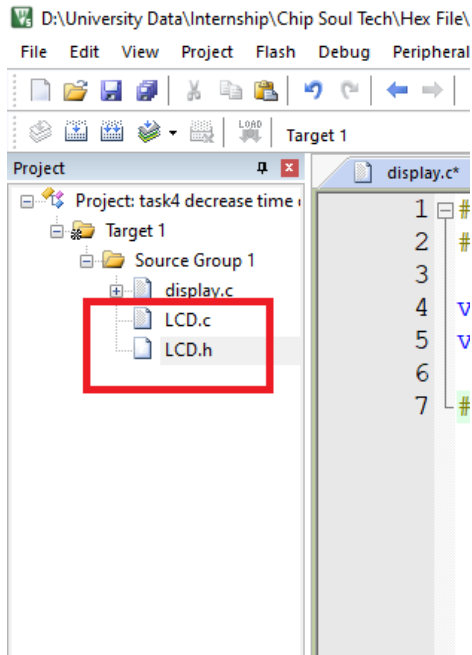 D:\University Data\Internship\Chip Soul Tech\Hex File\
File Edit View Project Flash Debug Peripheral
LOAD
Target 1
Project
display.c*
Project: task4 decrease time
Target 1
Source Group 1
display.c
LCD.c
LCD.h
1 #
2 #
3
4 v
5 v
6
7 #